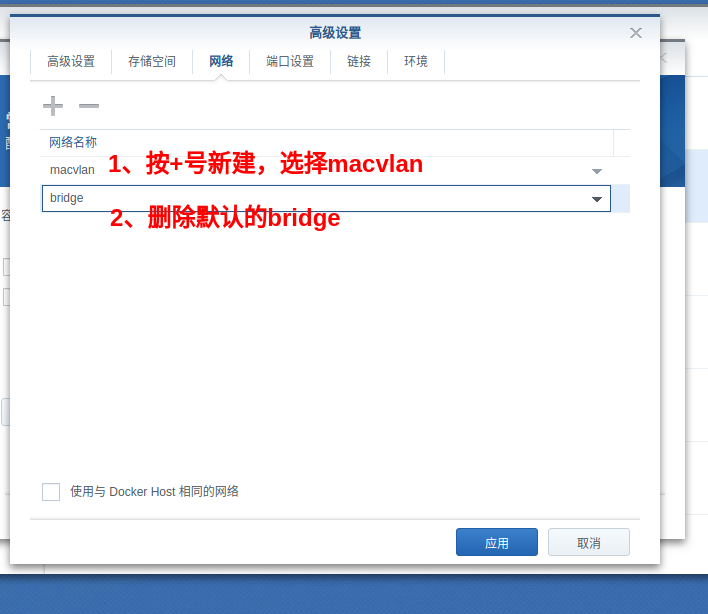 高级设置
高级设置 存储空间 网络 端口设置 链接 环境
网络名称
macvlan
1、按+号新建，选择macvlan
bridge
2、删除默认的bridge
使用与 Docker Host 相同的网络
应用 取消